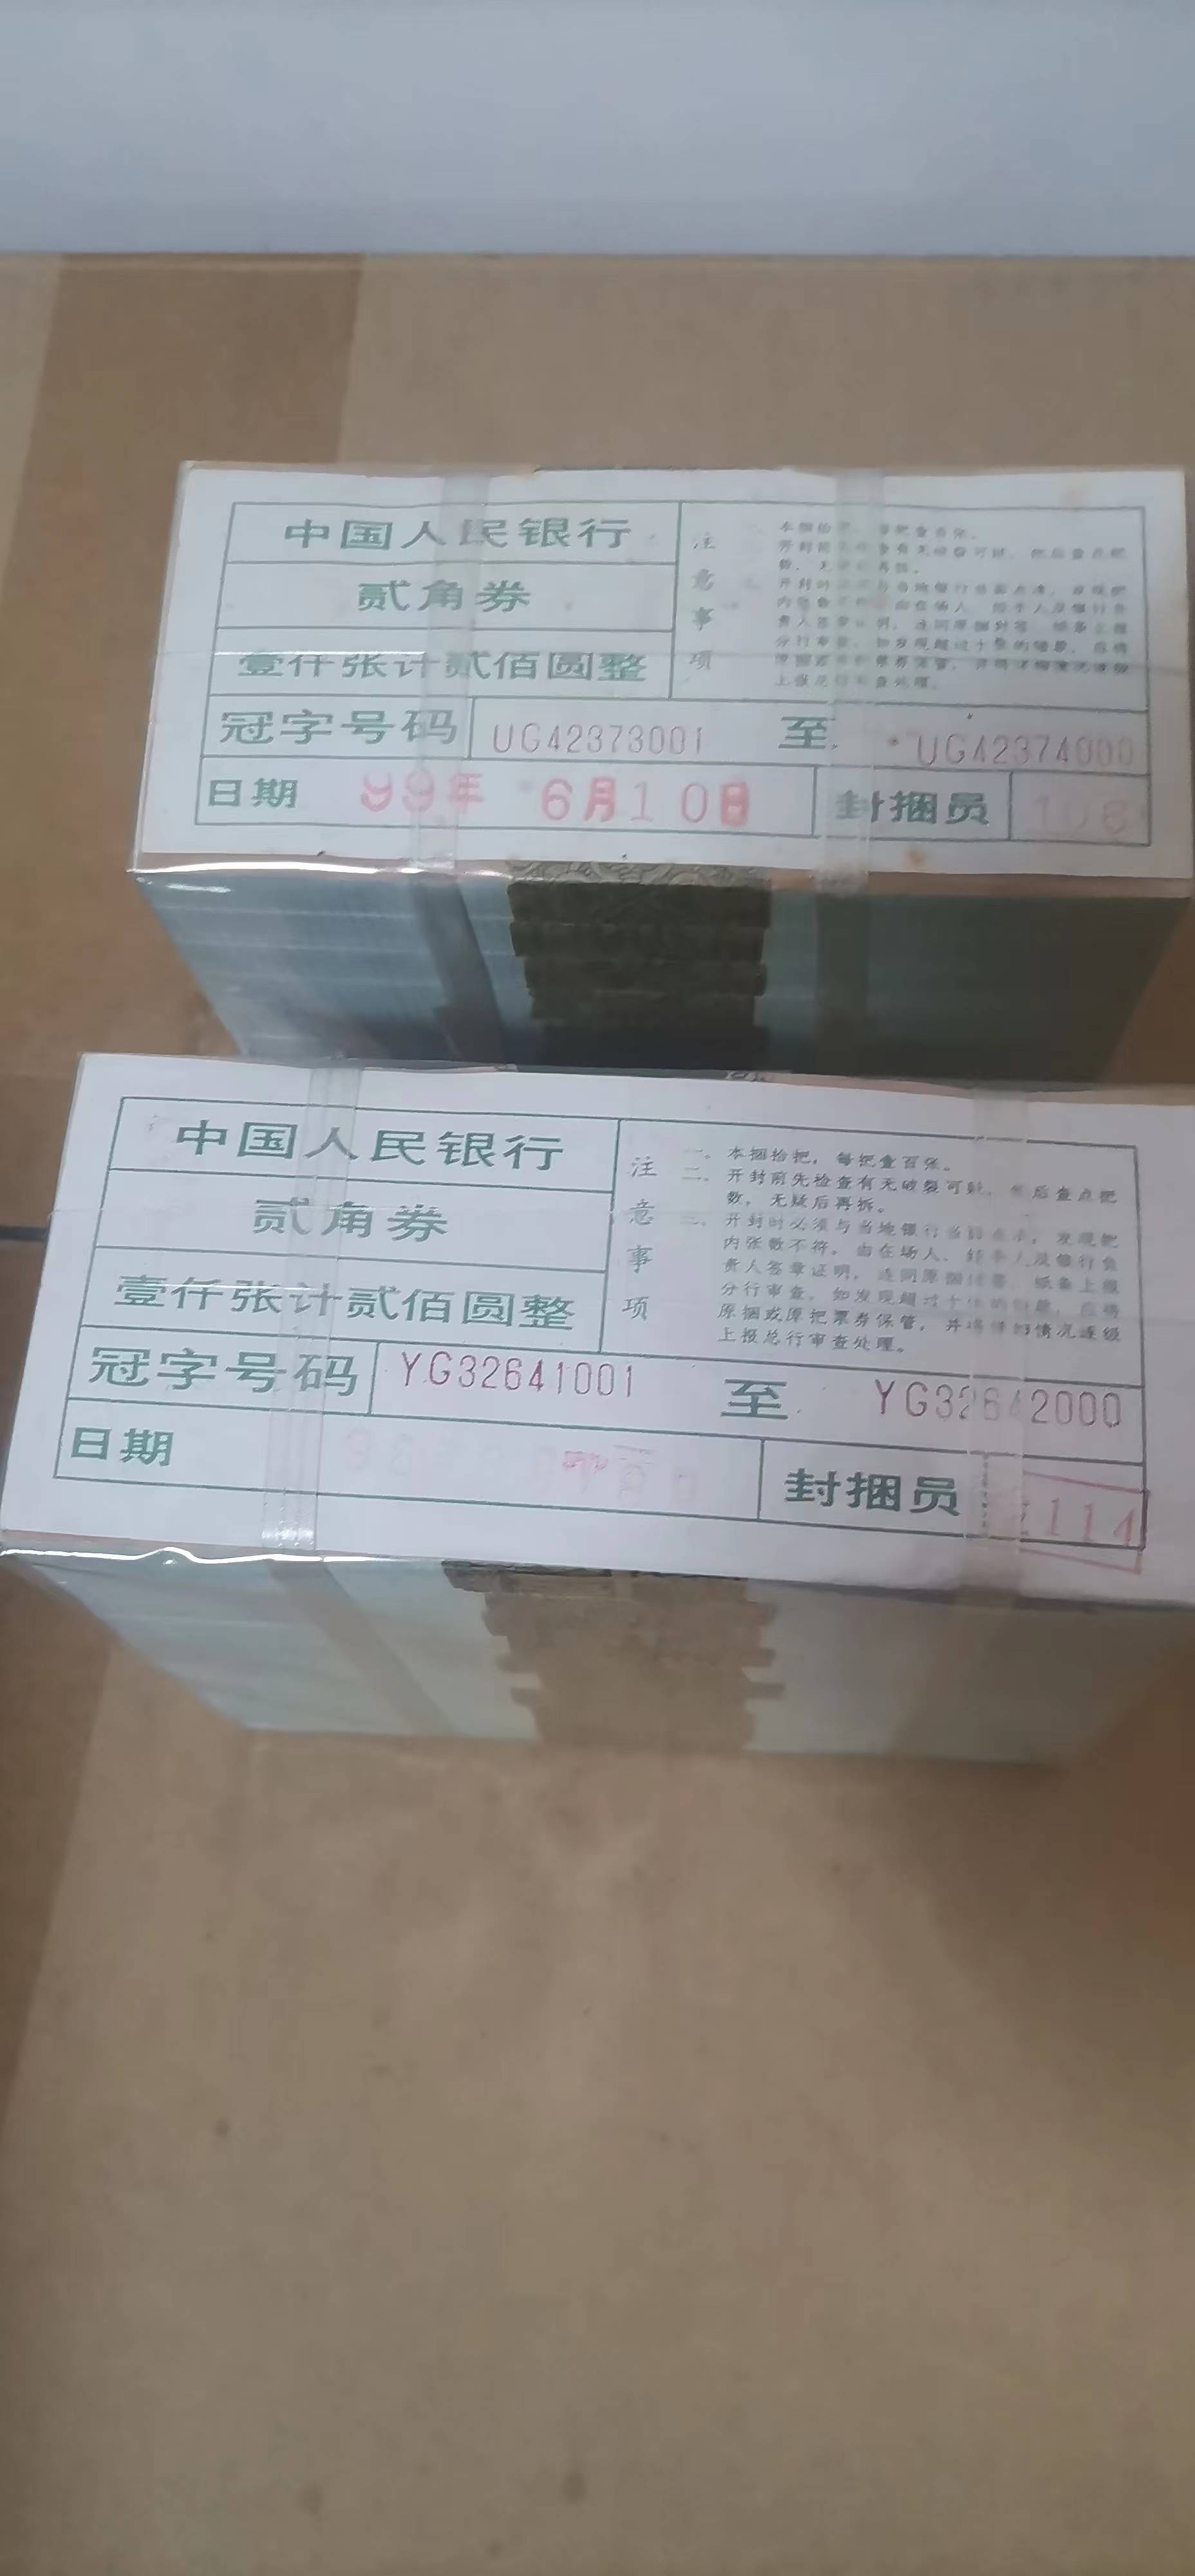 中国人民银行
贰角券
壹仟张计贰佰圆整
注意事项
冠字号码 UG42373001 至 UG42374000
日期 99年 6月10日 封捆员 106
中国人民银行
贰角券
壹仟张计贰佰圆整
注意事项
一、本捆拾把，每把壹百张。
二、开封前先检查有无破裂可疑，然后查点把
数，无疑后再拆。
三、开封时必须与当地银行当面点准，发现把
内张数不符，由在场人、经手人及银行负
责人签章证明，连同原捆封签、纸条上报
分行审查，如发现超过十张的错款，应将
原捆或原把票券保管，并将详细情况逐级
上报总行审查处理。
冠字号码 YG32641001 至 YG32642000
日期 封捆员 114